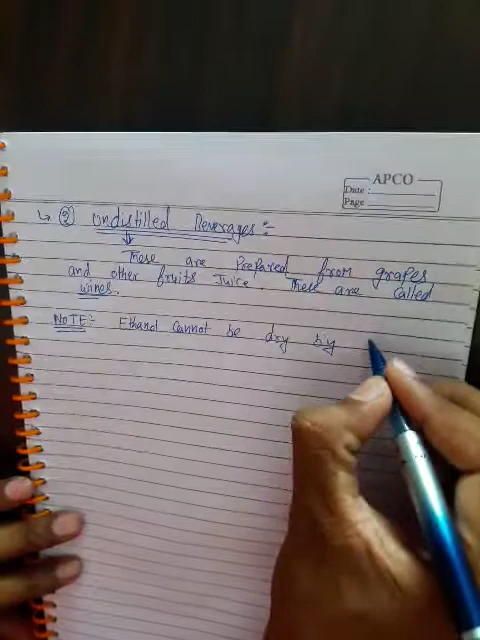 APCO
Date :
Page
↳ ② Undistilled Beverages :-
These are Prepared from grapes
and other fruits Juice. These are called
wines.
NOTE :- Ethanol Cannot be dry by